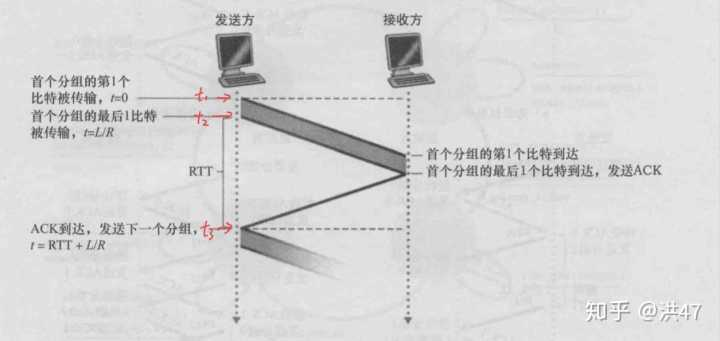 发送方
接收方
首个分组的第1个
比特被传输，t=0
t₁
首个分组的最后1比特
被传输，t=L/R
t₂
首个分组的第1个比特到达
首个分组的最后1个比特到达，发送ACK
RTT
ACK到达，发送下一个分组，
t = RTT + L/R
t₃
知乎 @洪47